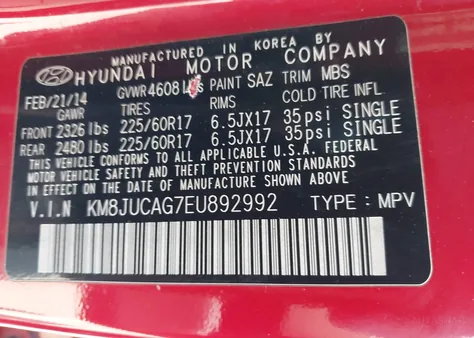 MANUFACTURED IN KOREA BY
HYUNDAI MOTOR COMPANY
FEB/21/14 GVWR 4608 lbs PAINT SAZ TRIM MBS
GAWR TIRES RIMS COLD TIRE INFL.
FRONT 2326 lbs 225/60R17 6.5JX17 35psi SINGLE
REAR 2480 lbs 225/60R17 6.5JX17 35psi SINGLE
THIS VEHICLE CONFORMS TO ALL APPLICABLE U.S.A. FEDERAL
MOTOR VEHICLE SAFETY, BUMPER, AND THEFT PREVENTION STANDARDS
IN EFFECT ON THE DATE OF MANUFACTURE SHOWN ABOVE.
V.I.N KM8JUCAG7EU892992 TYPE : MPV